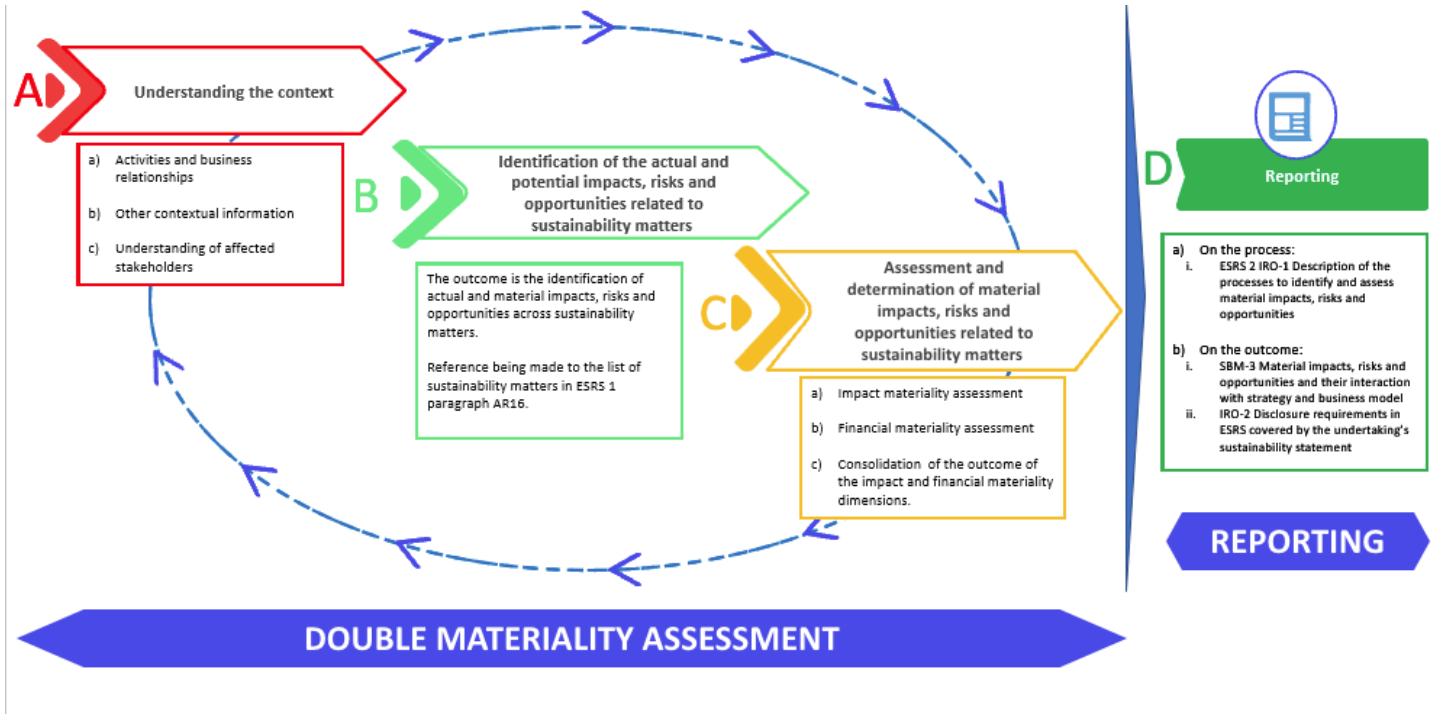 A
Understanding the context
a) Activities and business
relationships
b) Other contextual information
c) Understanding of affected
stakeholders
B
Identification of the actual and
potential impacts, risks and
opportunities related to
sustainability matters
The outcome is the identification of
actual and material impacts, risks and
opportunities across sustainability
matters.
Reference being made to the list of
sustainability matters in ESRS 1
paragraph AR16.
C
Assessment and
determination of material
impacts, risks and
opportunities related to
sustainability matters
a) Impact materiality assessment
b) Financial materiality assessment
c) Consolidation of the outcome of
the impact and financial materiality
dimensions.
D
Reporting
a) On the process:
i. ESRS 2 IRO-1 Description of the
processes to identify and assess
material impacts, risks and
opportunities
b) On the outcome:
i. SBM-3 Material impacts, risks and
opportunities and their interaction
with strategy and business model
ii. IRO-2 Disclosure requirements in
ESRS covered by the undertaking's
sustainability statement
REPORTING
DOUBLE MATERIALITY ASSESSMENT